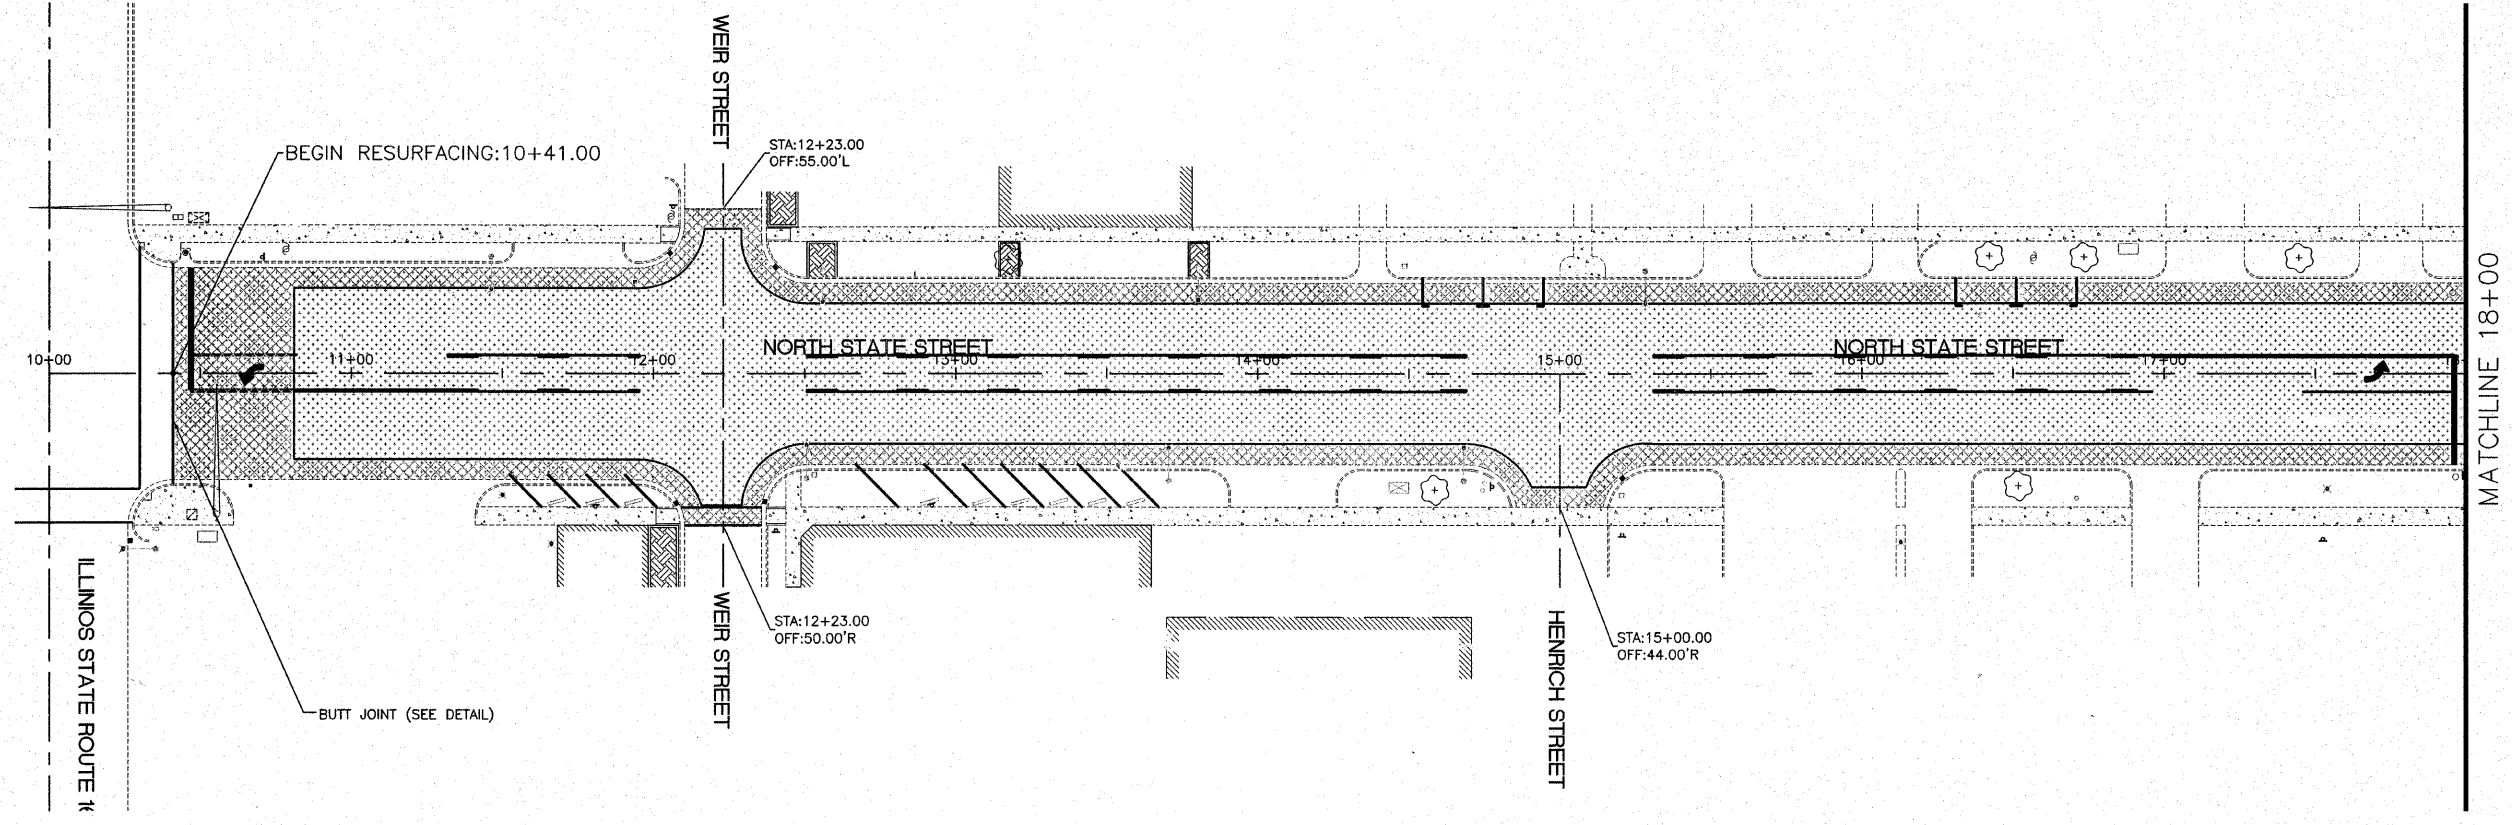 WEIR STREET
STA:12+23.00
OFF:55.00'L
BEGIN RESURFACING:10+41.00
NORTH STATE STREET
NORTH STATE STREET
10+00
11+00
12+00
13+00
14+00
15+00
16+00
17+00
MATCHLINE 18+00
ILLINIOS STATE ROUTE
WEIR STREET
STA:12+23.00
OFF:50.00'R
HENRICH STREET
STA:15+00.00
OFF:44.00'R
BUTT JOINT (SEE DETAIL)